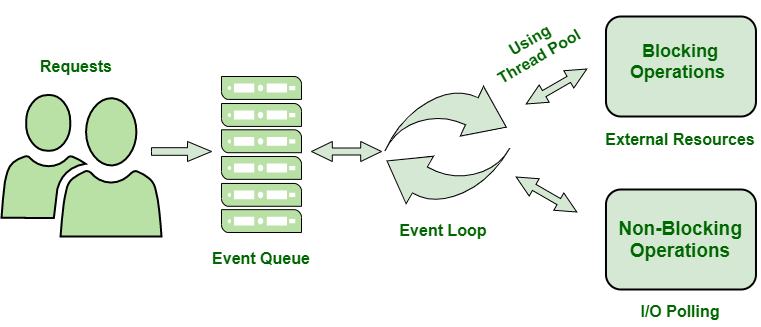 Requests
Event Queue
Event Loop
Using
Thread Pool
Blocking
Operations
External Resources
Non-Blocking
Operations
I/O Polling